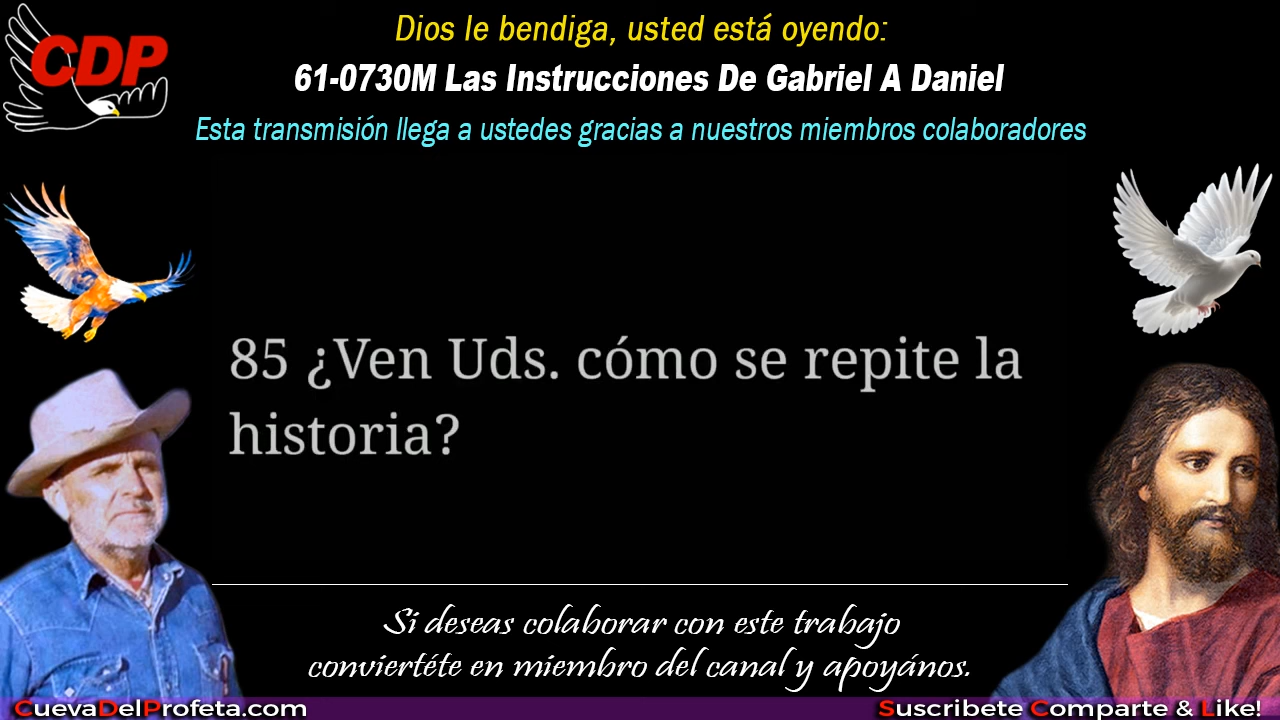 CDP
Dios le bendiga, usted está oyendo:
61-0730M Las Instrucciones De Gabriel A Daniel
Esta transmisión llega a ustedes gracias a nuestros miembros colaboradores
85 ¿Ven Uds. cómo se repite la
historia?
Si deseas colaborar con este trabajo
conviertéte en miembro del canal y apoyános.
CuevaDelProfeta.com
Suscribete Comparte & Like!